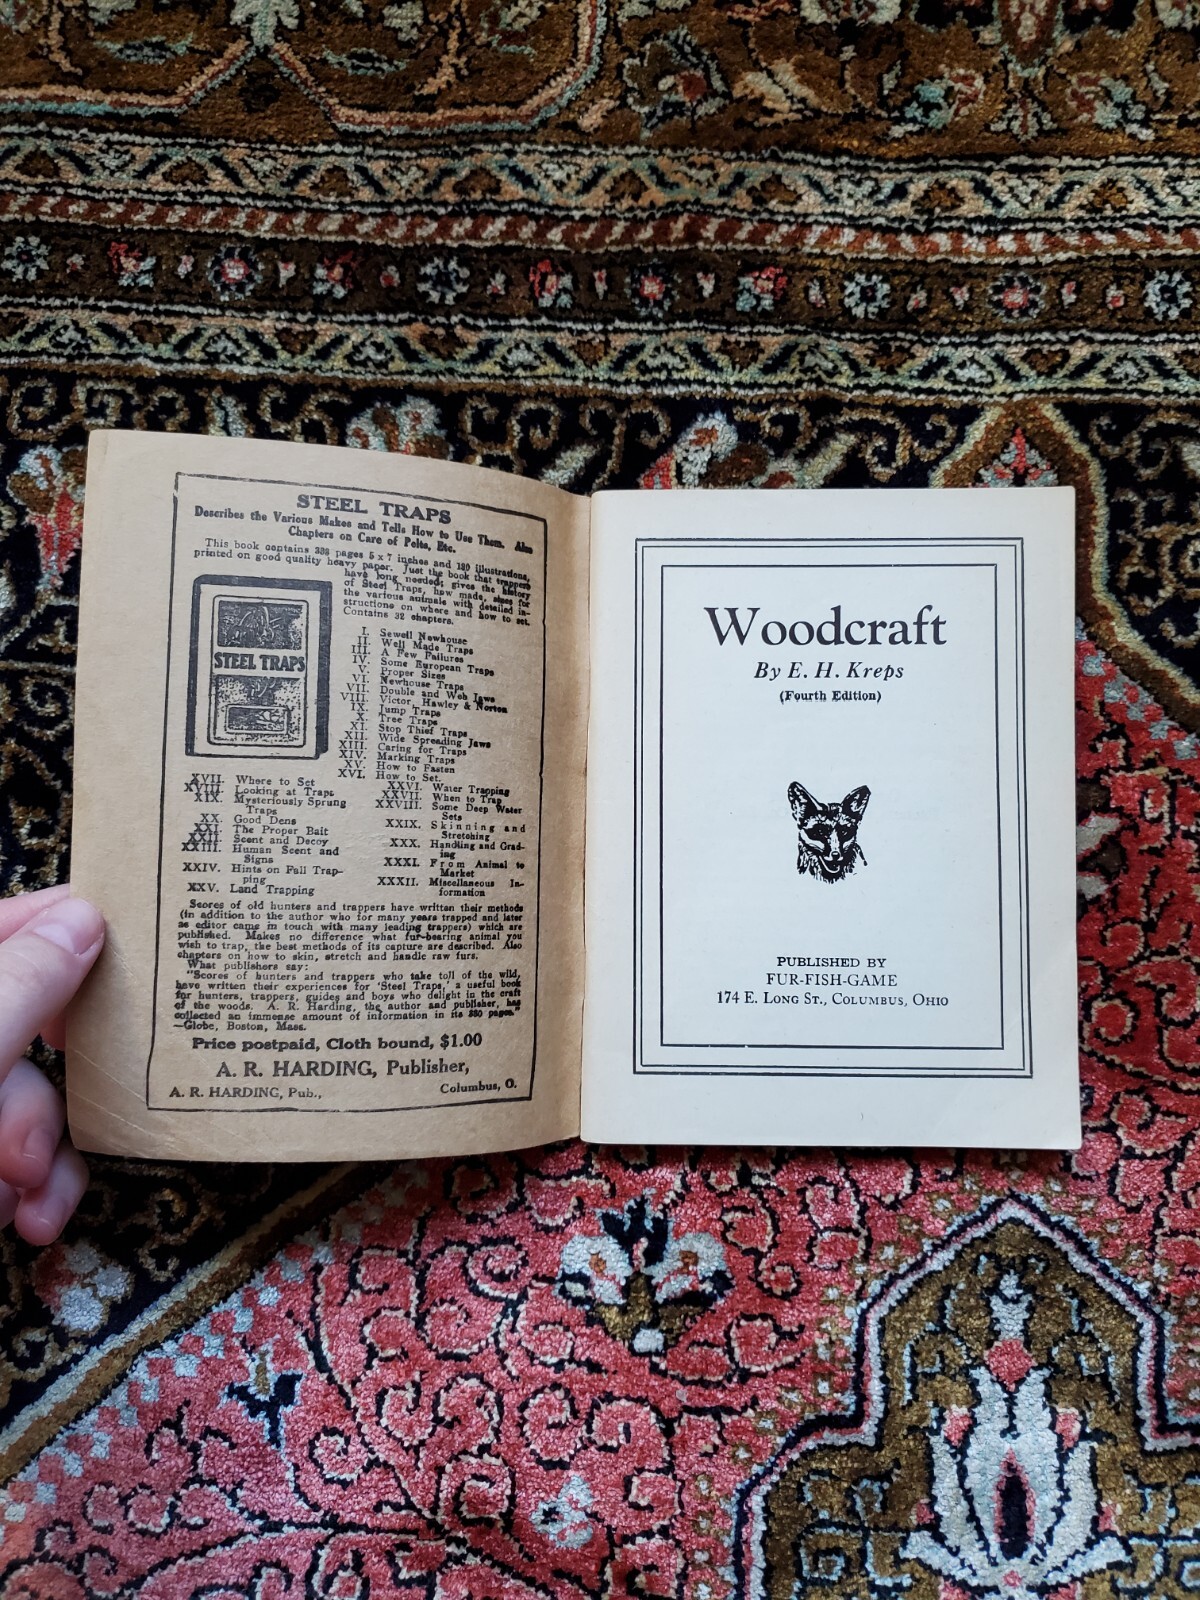 STEEL TRAPS
Describes the Various Makes and Tells How to Use Them. Also
Chapters on Care of Pelts, Etc.
This book contains 333 pages 5 x 7 inches and 130 illustrations,
printed on good quality heavy paper. Just the book that trappers
have long needed; gives the history
of Steel Traps, how made, sizes for
the various animals with detailed in-
structions on where and how to set.
Contains 32 chapters.
STEEL TRAPS
I. Sewell Newhouse
II. Well Made Traps
III. A Few Failures
IV. Some European Traps
V. Proper Sizes
VI. Newhouse Traps
VII. Double and Web Jaws
VIII. Victor, Hawley & Norton
IX. Jump Traps
X. Tree Traps
XI. Stop Thief Traps
XII. Wide Spreading Jaws
XIII. Caring for Traps
XIV. Marking Traps
XV. How to Fasten
XVI. How to Set.
XVII. Where to Set
XVIII. Looking at Traps
XIX. Mysteriously Sprung
Traps
XX. Good Dens
XXI. The Proper Bait
XXII. Scent and Decoy
XXIII. Human Scent and
Signs
XXIV. Hints on Fall Trap-
ping
XXV. Land Trapping
XXVI. Water Trapping
XXVII. When to Trap
XXVIII. Some Deep Water
Sets
XXIX. Skinning and
Stretching
XXX. Handling and Grad-
ing
XXXI. From Animal to
Market
XXXII. Miscellaneous In-
formation
Scores of old hunters and trappers have written their methods
(in addition to the author who for many years trapped and later
as editor came in touch with many leading trappers) which are
published. Makes no difference what fur-bearing animal you
wish to trap, the best methods of its capture are described. Also
chapters on how to skin, stretch and handle raw furs.
What publishers say:
"Scores of hunters and trappers who take toll of the wild,
have written their experiences for 'Steel Traps,' a useful book
for hunters, trappers, guides and boys who delight in the craft
of the woods. A. R. Harding, the author and publisher, has
collected an immense amount of information in its 330 pages."
—Globe, Boston, Mass.
Price postpaid, Cloth bound, $1.00
A. R. HARDING, Publisher,
A. R. HARDING, Pub., Columbus, O.
Woodcraft
By E. H. Kreps
(Fourth Edition)
PUBLISHED BY
FUR-FISH-GAME
174 E. LONG ST., COLUMBUS, OHIO